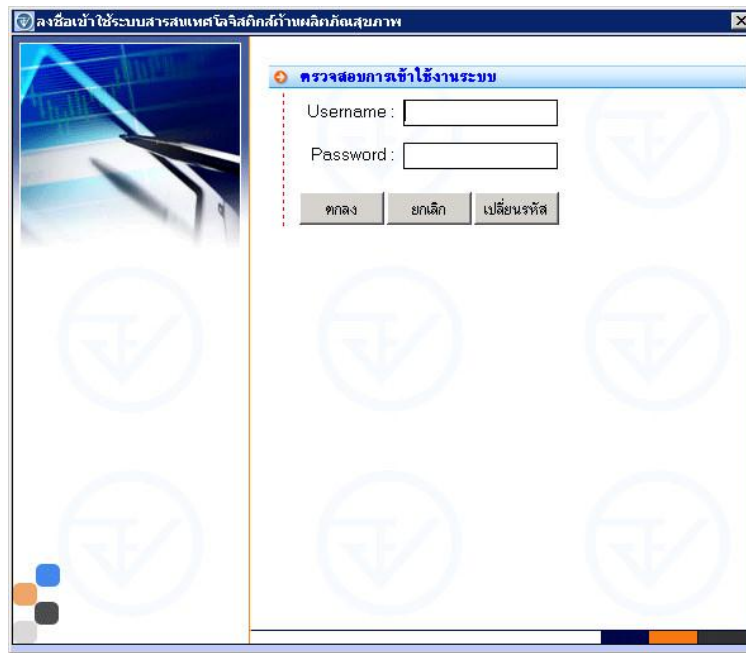 ลงชื่อเข้าใช้ระบบสารสนเทศโลจิสติกส์ด้านผลิตภัณสุขภาพ
ตรวจสอบการเข้าใช้งานระบบ
Username :
Password :
ตกลง ยกเลิก เปลี่ยนรหัส